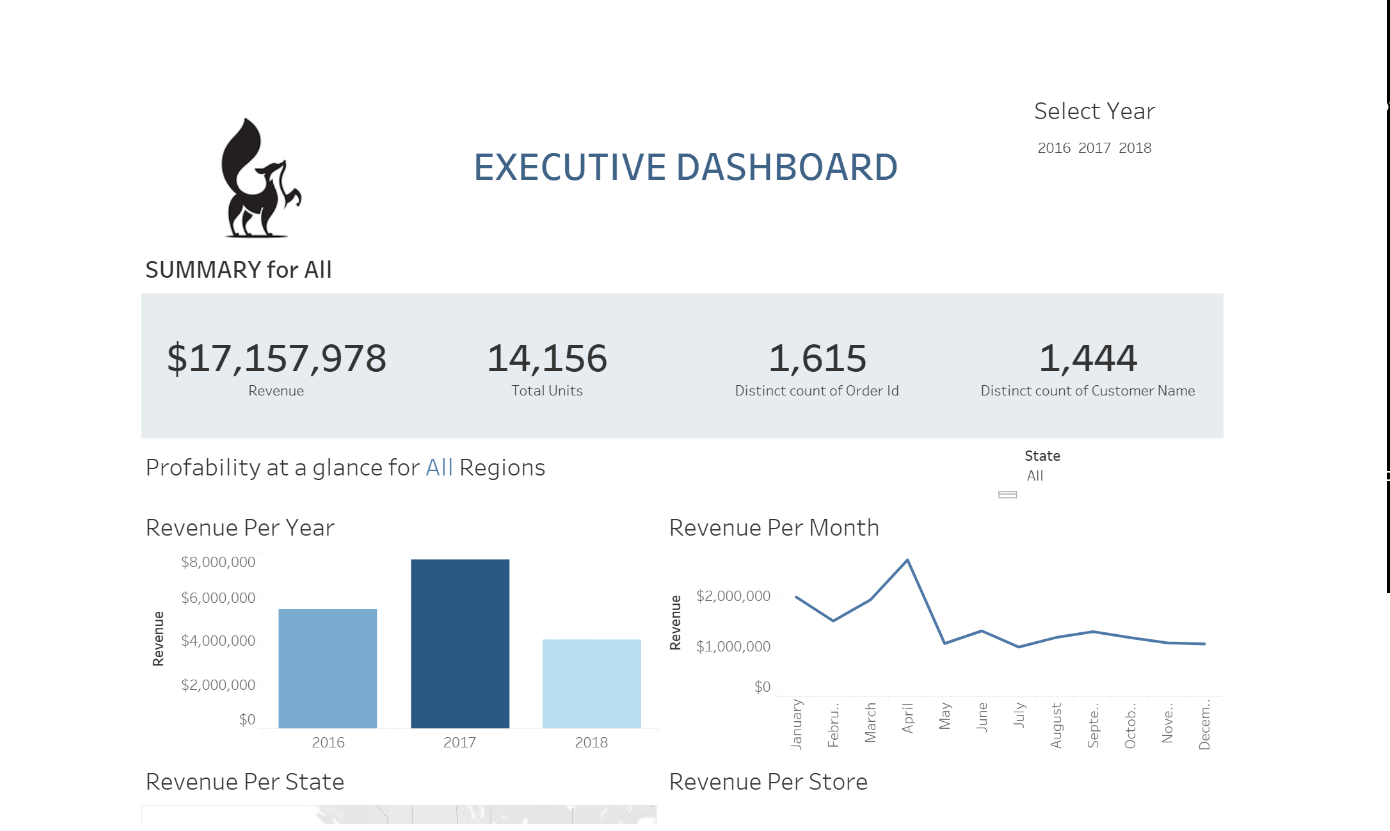 Select Year
2016 2017 2018
EXECUTIVE DASHBOARD
SUMMARY for All
$17,157,978
Revenue
14,156
Total Units
1,615
Distinct count of Order Id
1,444
Distinct count of Customer Name
Profability at a glance for All Regions
State
All
Revenue Per Year
Revenue
$8,000,000
$6,000,000
$4,000,000
$2,000,000
$0
2016
2017
2018
Revenue Per Month
Revenue
$2,000,000
$1,000,000
$0
January
Febru..
March
April
May
June
July
August
Septe..
Octob..
Nove..
Decem..
Revenue Per State
Revenue Per Store